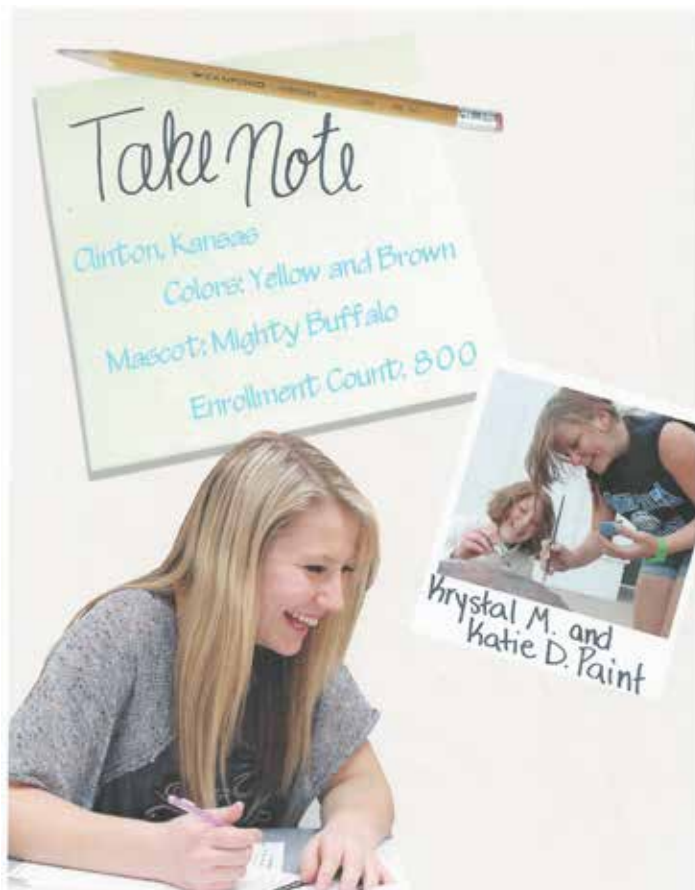 Take Note
Clinton, Kansas
Colors: Yellow and Brown
Mascot: Mighty Buffalo
Enrollment Count: 800
Krystal M. and
Katie D. Paint